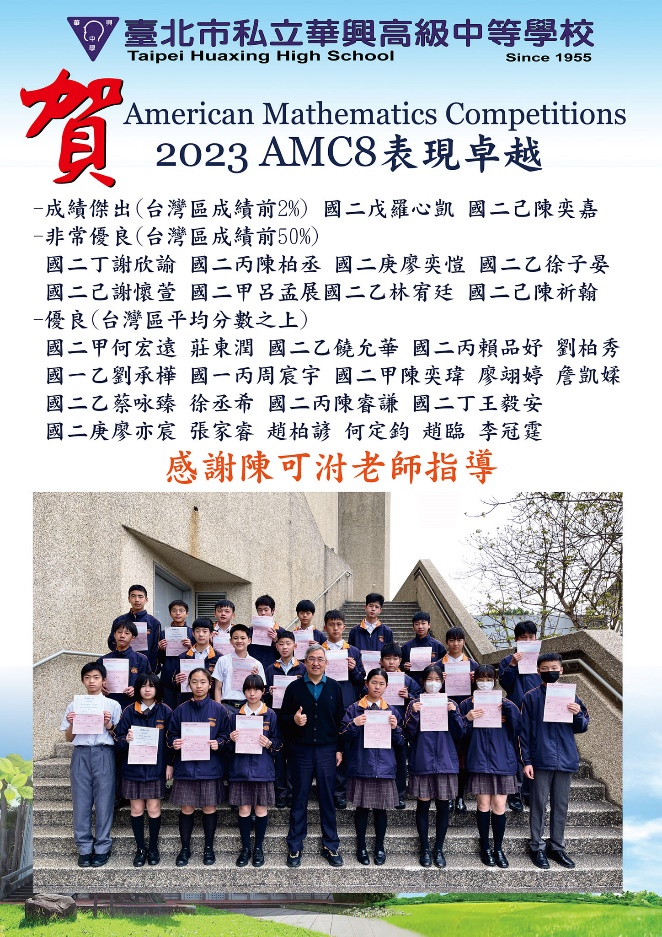 華興
中學
臺北市私立華興高級中等學校
Taipei Huaxing High School Since 1955
賀
American Mathematics Competitions
2023 AMC8表現卓越
-成績傑出(台灣區成績前2%) 國二戊羅心凱 國二己陳奕嘉
-非常優良(台灣區成績前50%)
國二丁謝欣諭 國二丙陳柏丞 國二庚廖奕愷 國二乙徐子晏
國二己謝懷萱 國二甲呂孟展國二乙林宥廷 國二己陳祈翰
-優良(台灣區平均分數之上)
國二甲何宏遠 莊東潤 國二乙饒允華 國二丙賴品妤 劉柏秀
國一乙劉承樺 國一丙周宸宇 國二甲陳奕瑋 廖翊婷 詹凱媃
國二乙蔡咏臻 徐丞希 國二丙陳睿謙 國二丁王毅安
國二庚廖亦宸 張家睿 趙柏諺 何定鈞 趙臨 李冠霆
感謝陳可泭老師指導